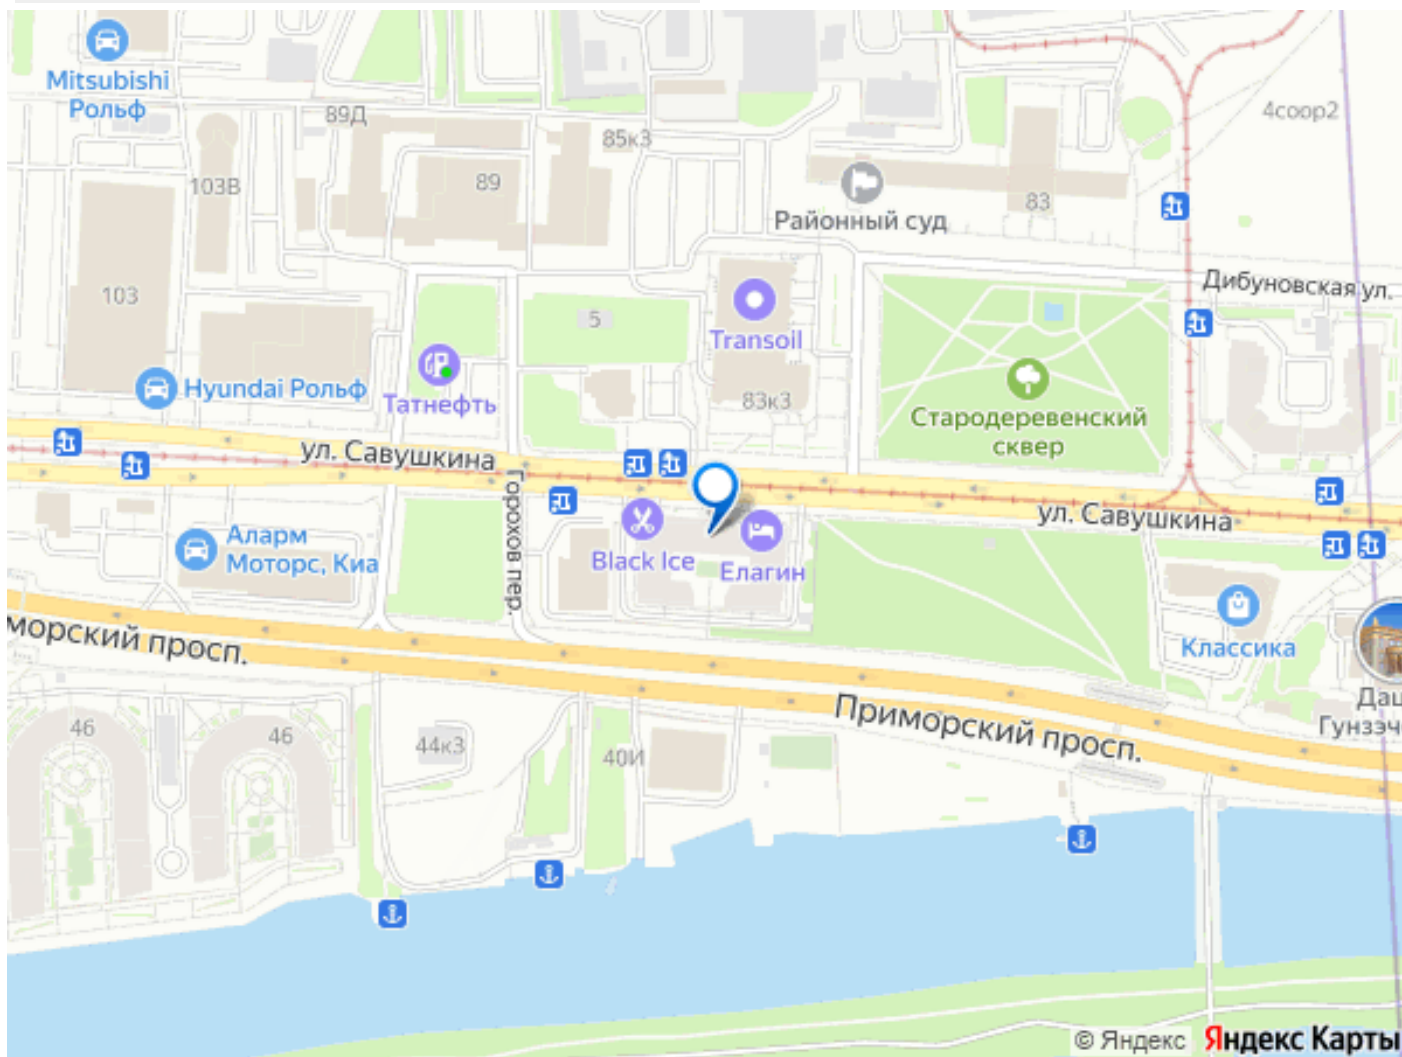 Mitsubishi
Рольф
89Д
85к3
4соор2
103В
89
83
Районный суд
Дибуновская ул.
103
5
Transoil
Hyundai Рольф
Татнефть
83к3
Стародеревенский
сквер
ул. Савушкина
Горохов пер.
ул. Савушкина
Аларм
Моторс, Киа
Black Ice
Елагин
Классика
морский просп.
Приморский просп.
Дац
Гунзэч
46
46
44к3
40И
© Яндекс Яндекс Карты